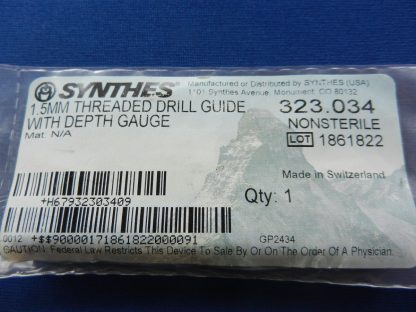 SYNTHES®
Manufactured or Distributed by SYNTHES (USA)
1101 Synthes Avenue, Monument, CO 80132
1.5MM THREADED DRILL GUIDE
WITH DEPTH GAUGE
Mat. N/A
323.034
NONSTERILE
LOT 1861822
Made in Switzerland
+H67932303409
Qty: 1
0012 +$$90000171861822000091
GP2434
CAUTION: Federal Law Restricts This Device To Sale By Or On The Order Of A Physician.